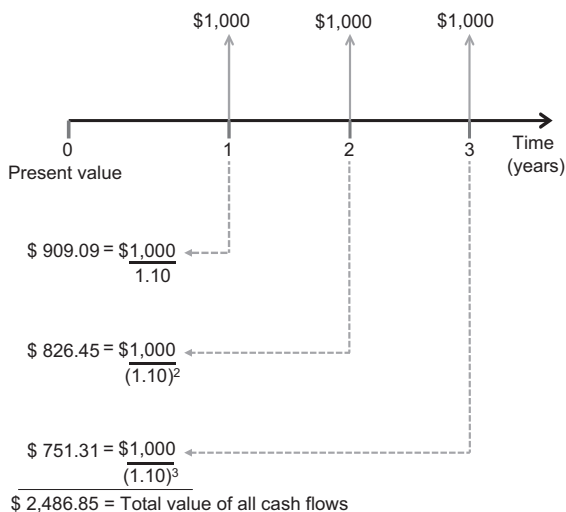 $1,000 $1,000 $1,000
0 1 2 3 Time
(years)
Present value
$ 909.09 = $1,000
1.10
$ 826.45 = $1,000
(1.10)²
$ 751.31 = $1,000
(1.10)³
$ 2,486.85 = Total value of all cash flows